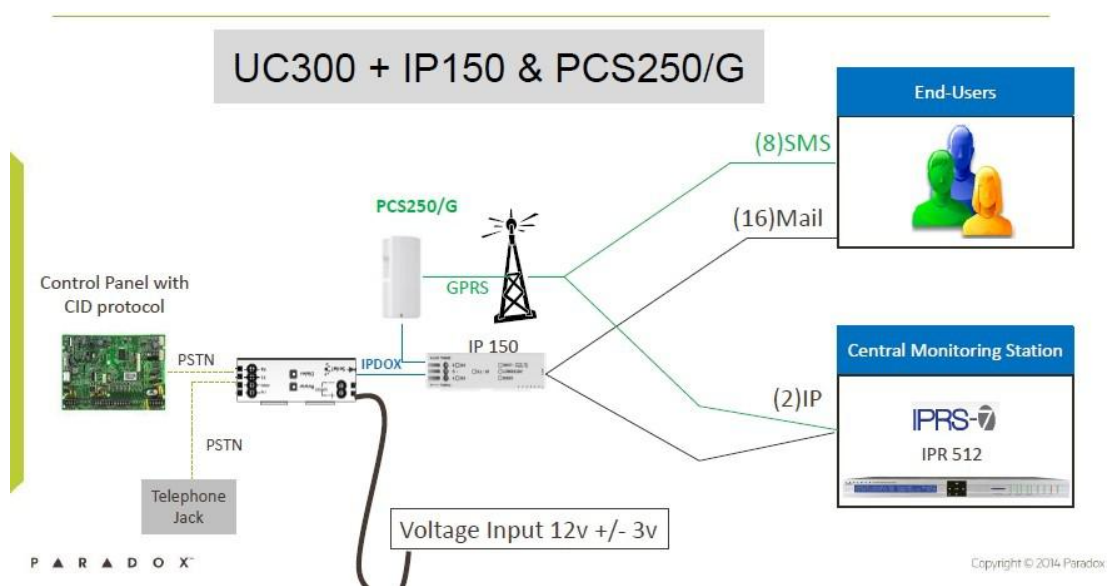 UC300 + IP150 & PCS250/G
End-Users
(8)SMS
(16)Mail
PCS250/G
GPRS
Control Panel with
CID protocol
IP 150
PSTN
IPDOX
Central Monitoring Station
(2)IP
IPRS-7
IPR 512
PSTN
Telephone
Jack
Voltage Input 12v +/- 3v
PARADOX
Copyright © 2014 Paradox